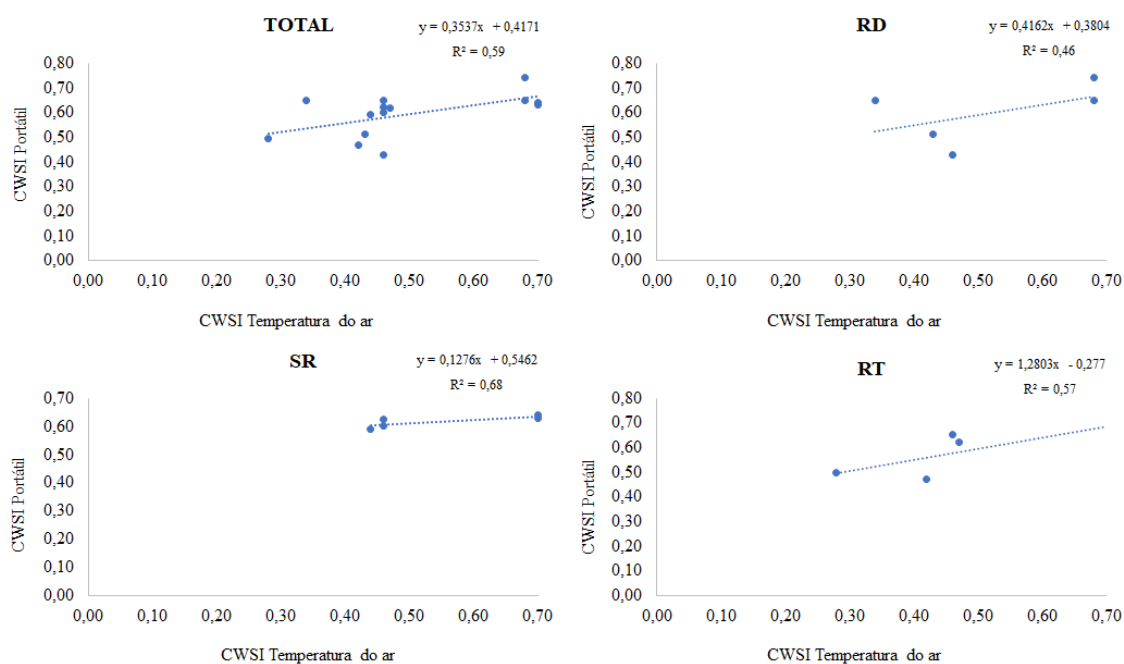 TOTAL
y = 0,3537x + 0,4171
R² = 0,59
0,80
0,70
0,60
0,50
0,40
0,30
0,20
0,10
0,00
CWSI Portátil
0,00 0,10 0,20 0,30 0,40 0,50 0,60 0,70
CWSI Temperatura do ar
RD
y = 0,4162x + 0,3804
R² = 0,46
0,80
0,70
0,60
0,50
0,40
0,30
0,20
0,10
0,00
CWSI Portátil
0,00 0,10 0,20 0,30 0,40 0,50 0,60 0,70
CWSI Temperatura do ar
SR
y = 0,1276x + 0,5462
R² = 0,68
0,70
0,60
0,50
0,40
0,30
0,20
0,10
0,00
CWSI Portátil
0,00 0,10 0,20 0,30 0,40 0,50 0,60 0,70
CWSI Temperatura do ar
RT
y = 1,2803x - 0,277
R² = 0,57
0,80
0,70
0,60
0,50
0,40
0,30
0,20
0,10
0,00
CWSI Portátil
0,00 0,10 0,20 0,30 0,40 0,50 0,60 0,70
CWSI Temperatura do ar